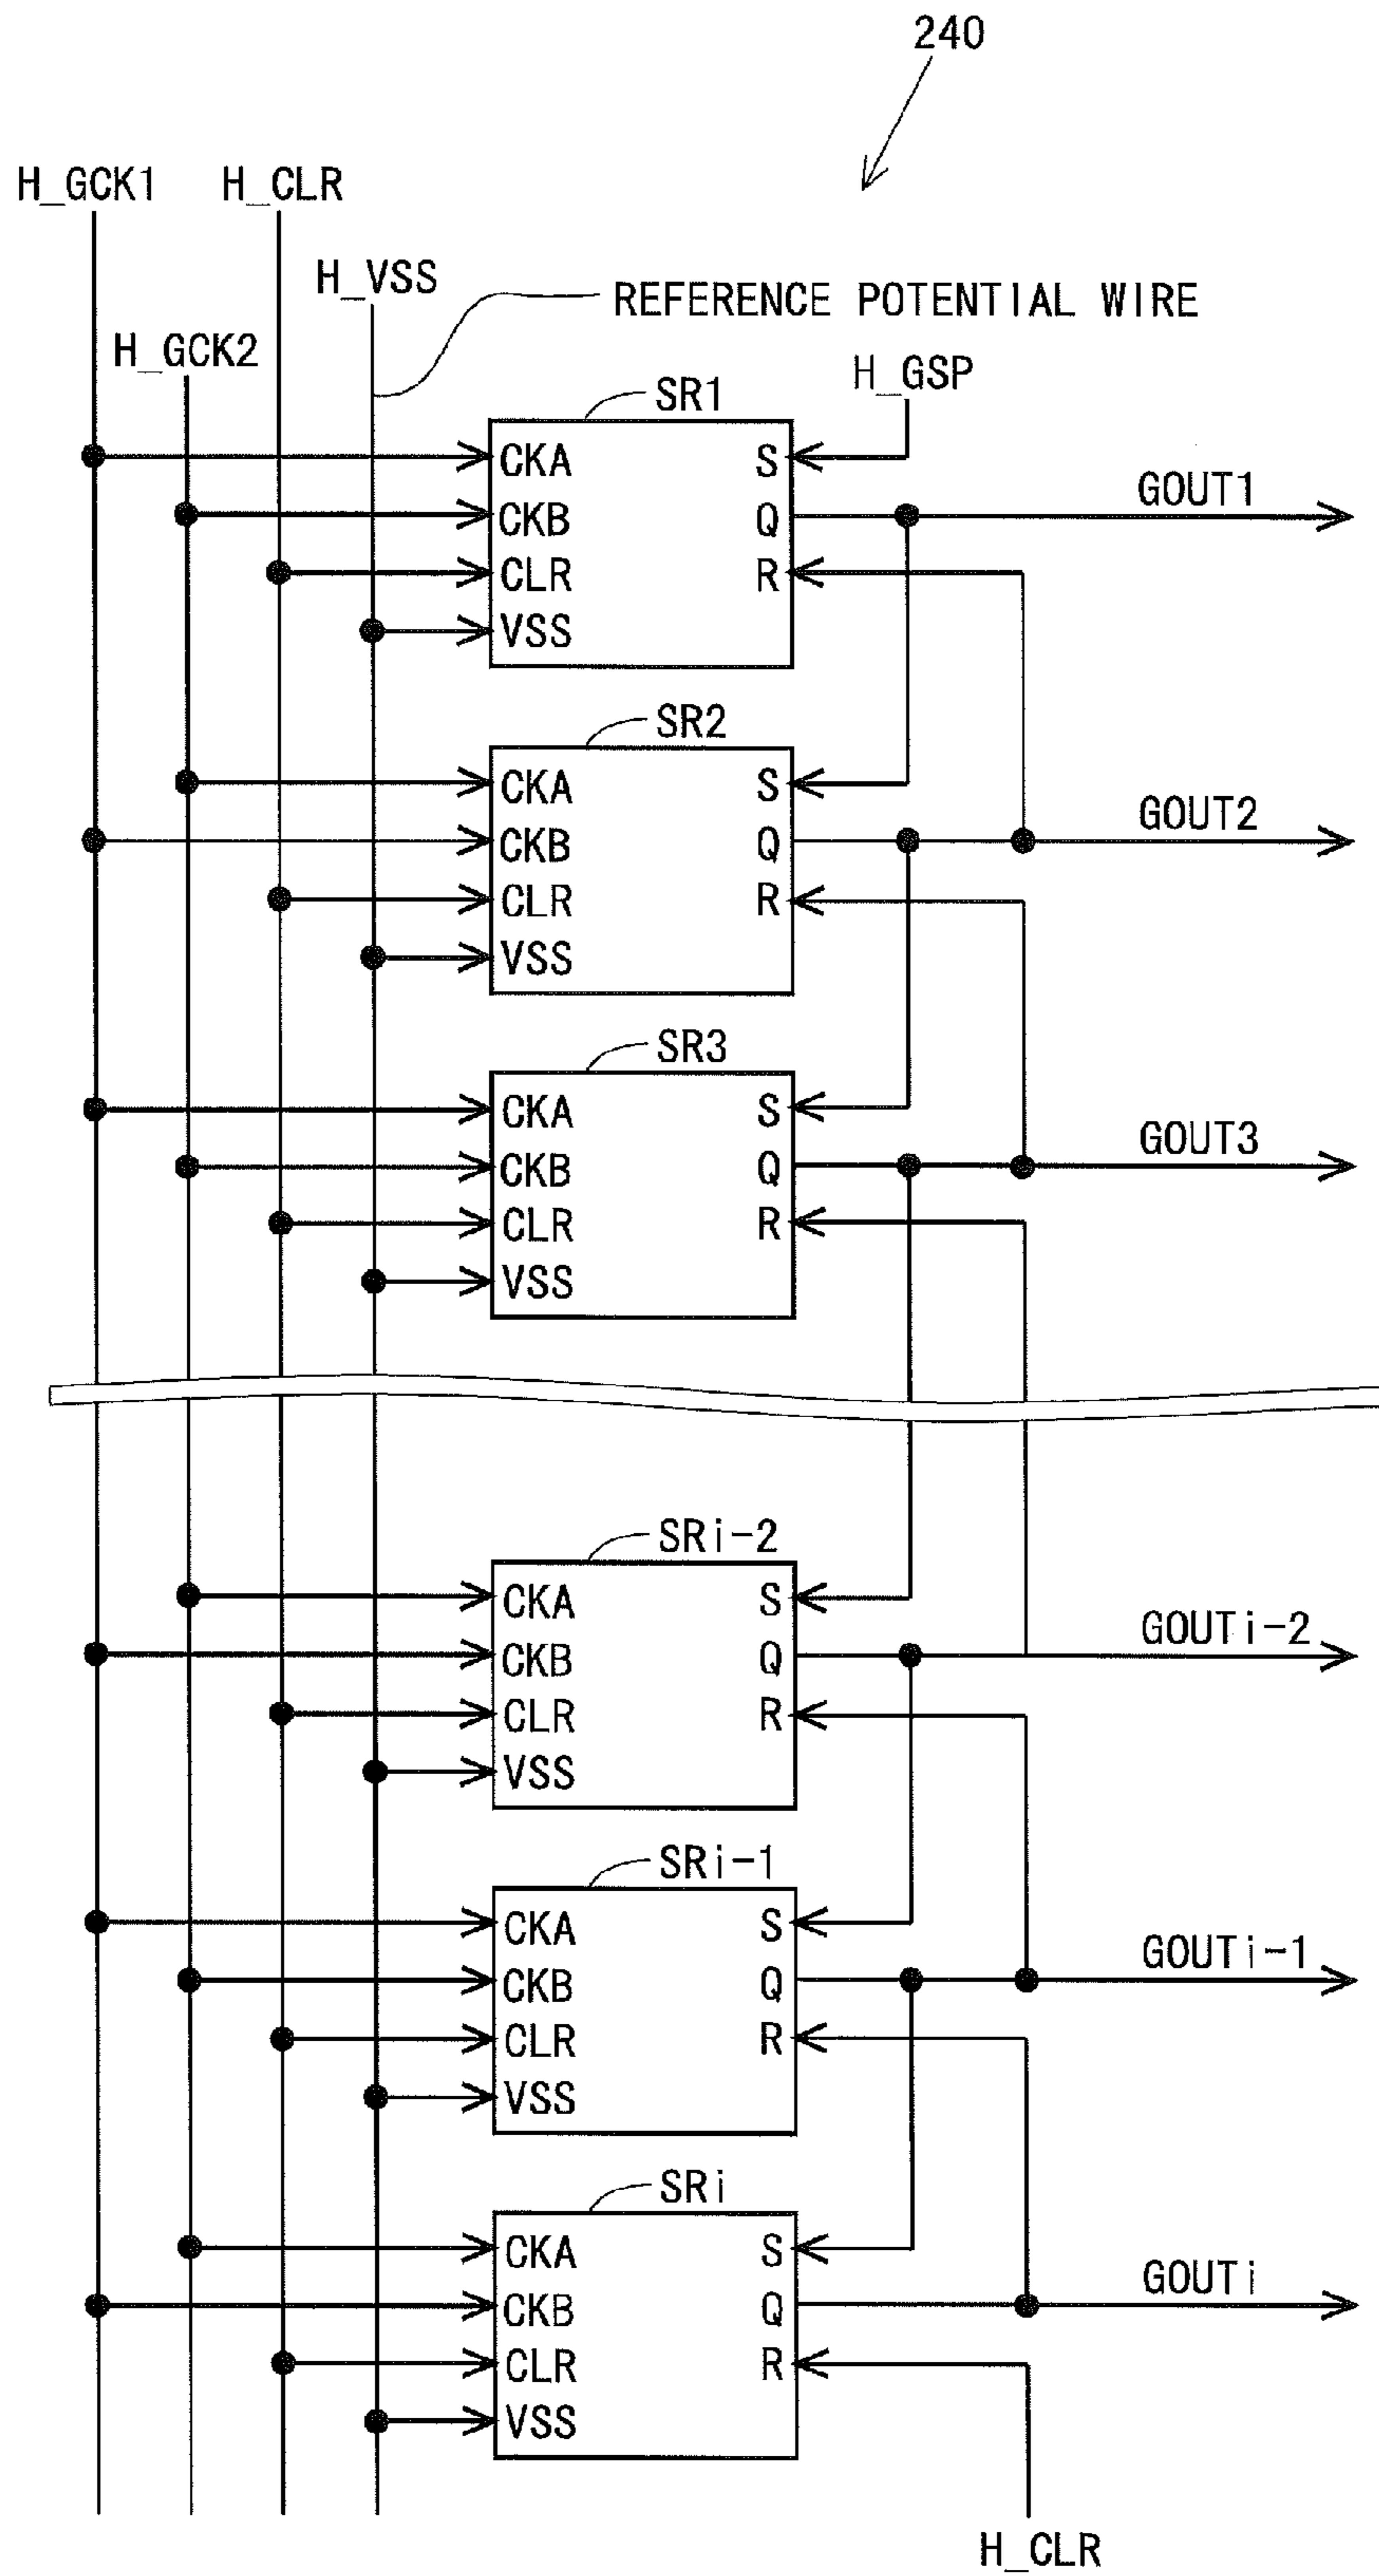 240
H_GCK1 H_CLR
H_VSS
REFERENCE POTENTIAL WIRE
H_GCK2
H_GSP
SR1
CKA S
GOUT1
CKB Q
CLR R
VSS
SR2
CKA S
GOUT2
CKB Q
CLR R
VSS
SR3
CKA S
GOUT3
CKB Q
CLR R
VSS
SRi-2
CKA S
GOUTi-2
CKB Q
CLR R
VSS
SRi-1
CKA S
GOUTi-1
CKB Q
CLR R
VSS
SRi
CKA S
GOUTi
CKB Q
CLR R
VSS
H_CLR